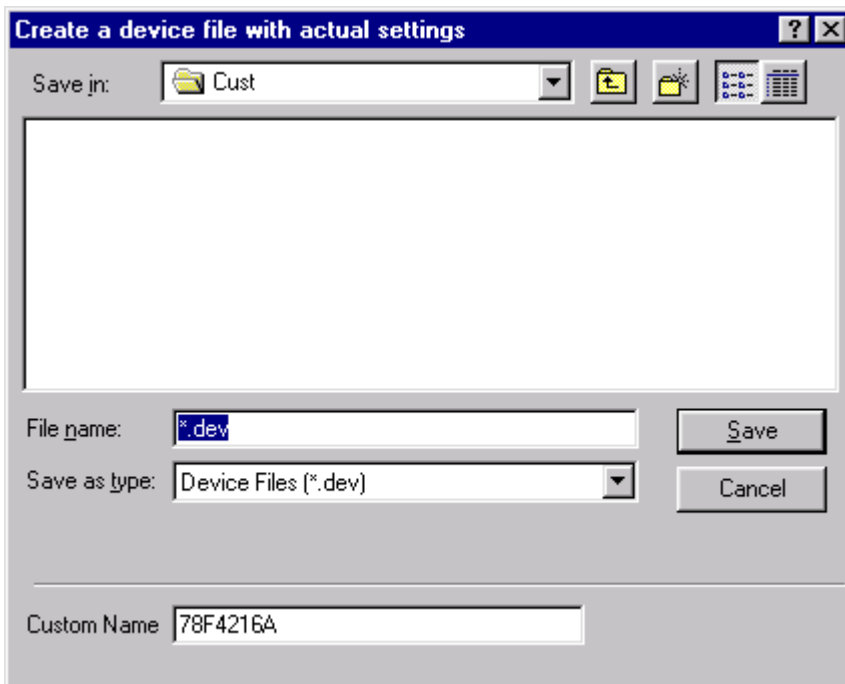 Create a device file with actual settings
Save in: Cust
File name: *.dev
Save
Save as type: Device Files (*.dev)
Cancel
Custom Name 78F4216A